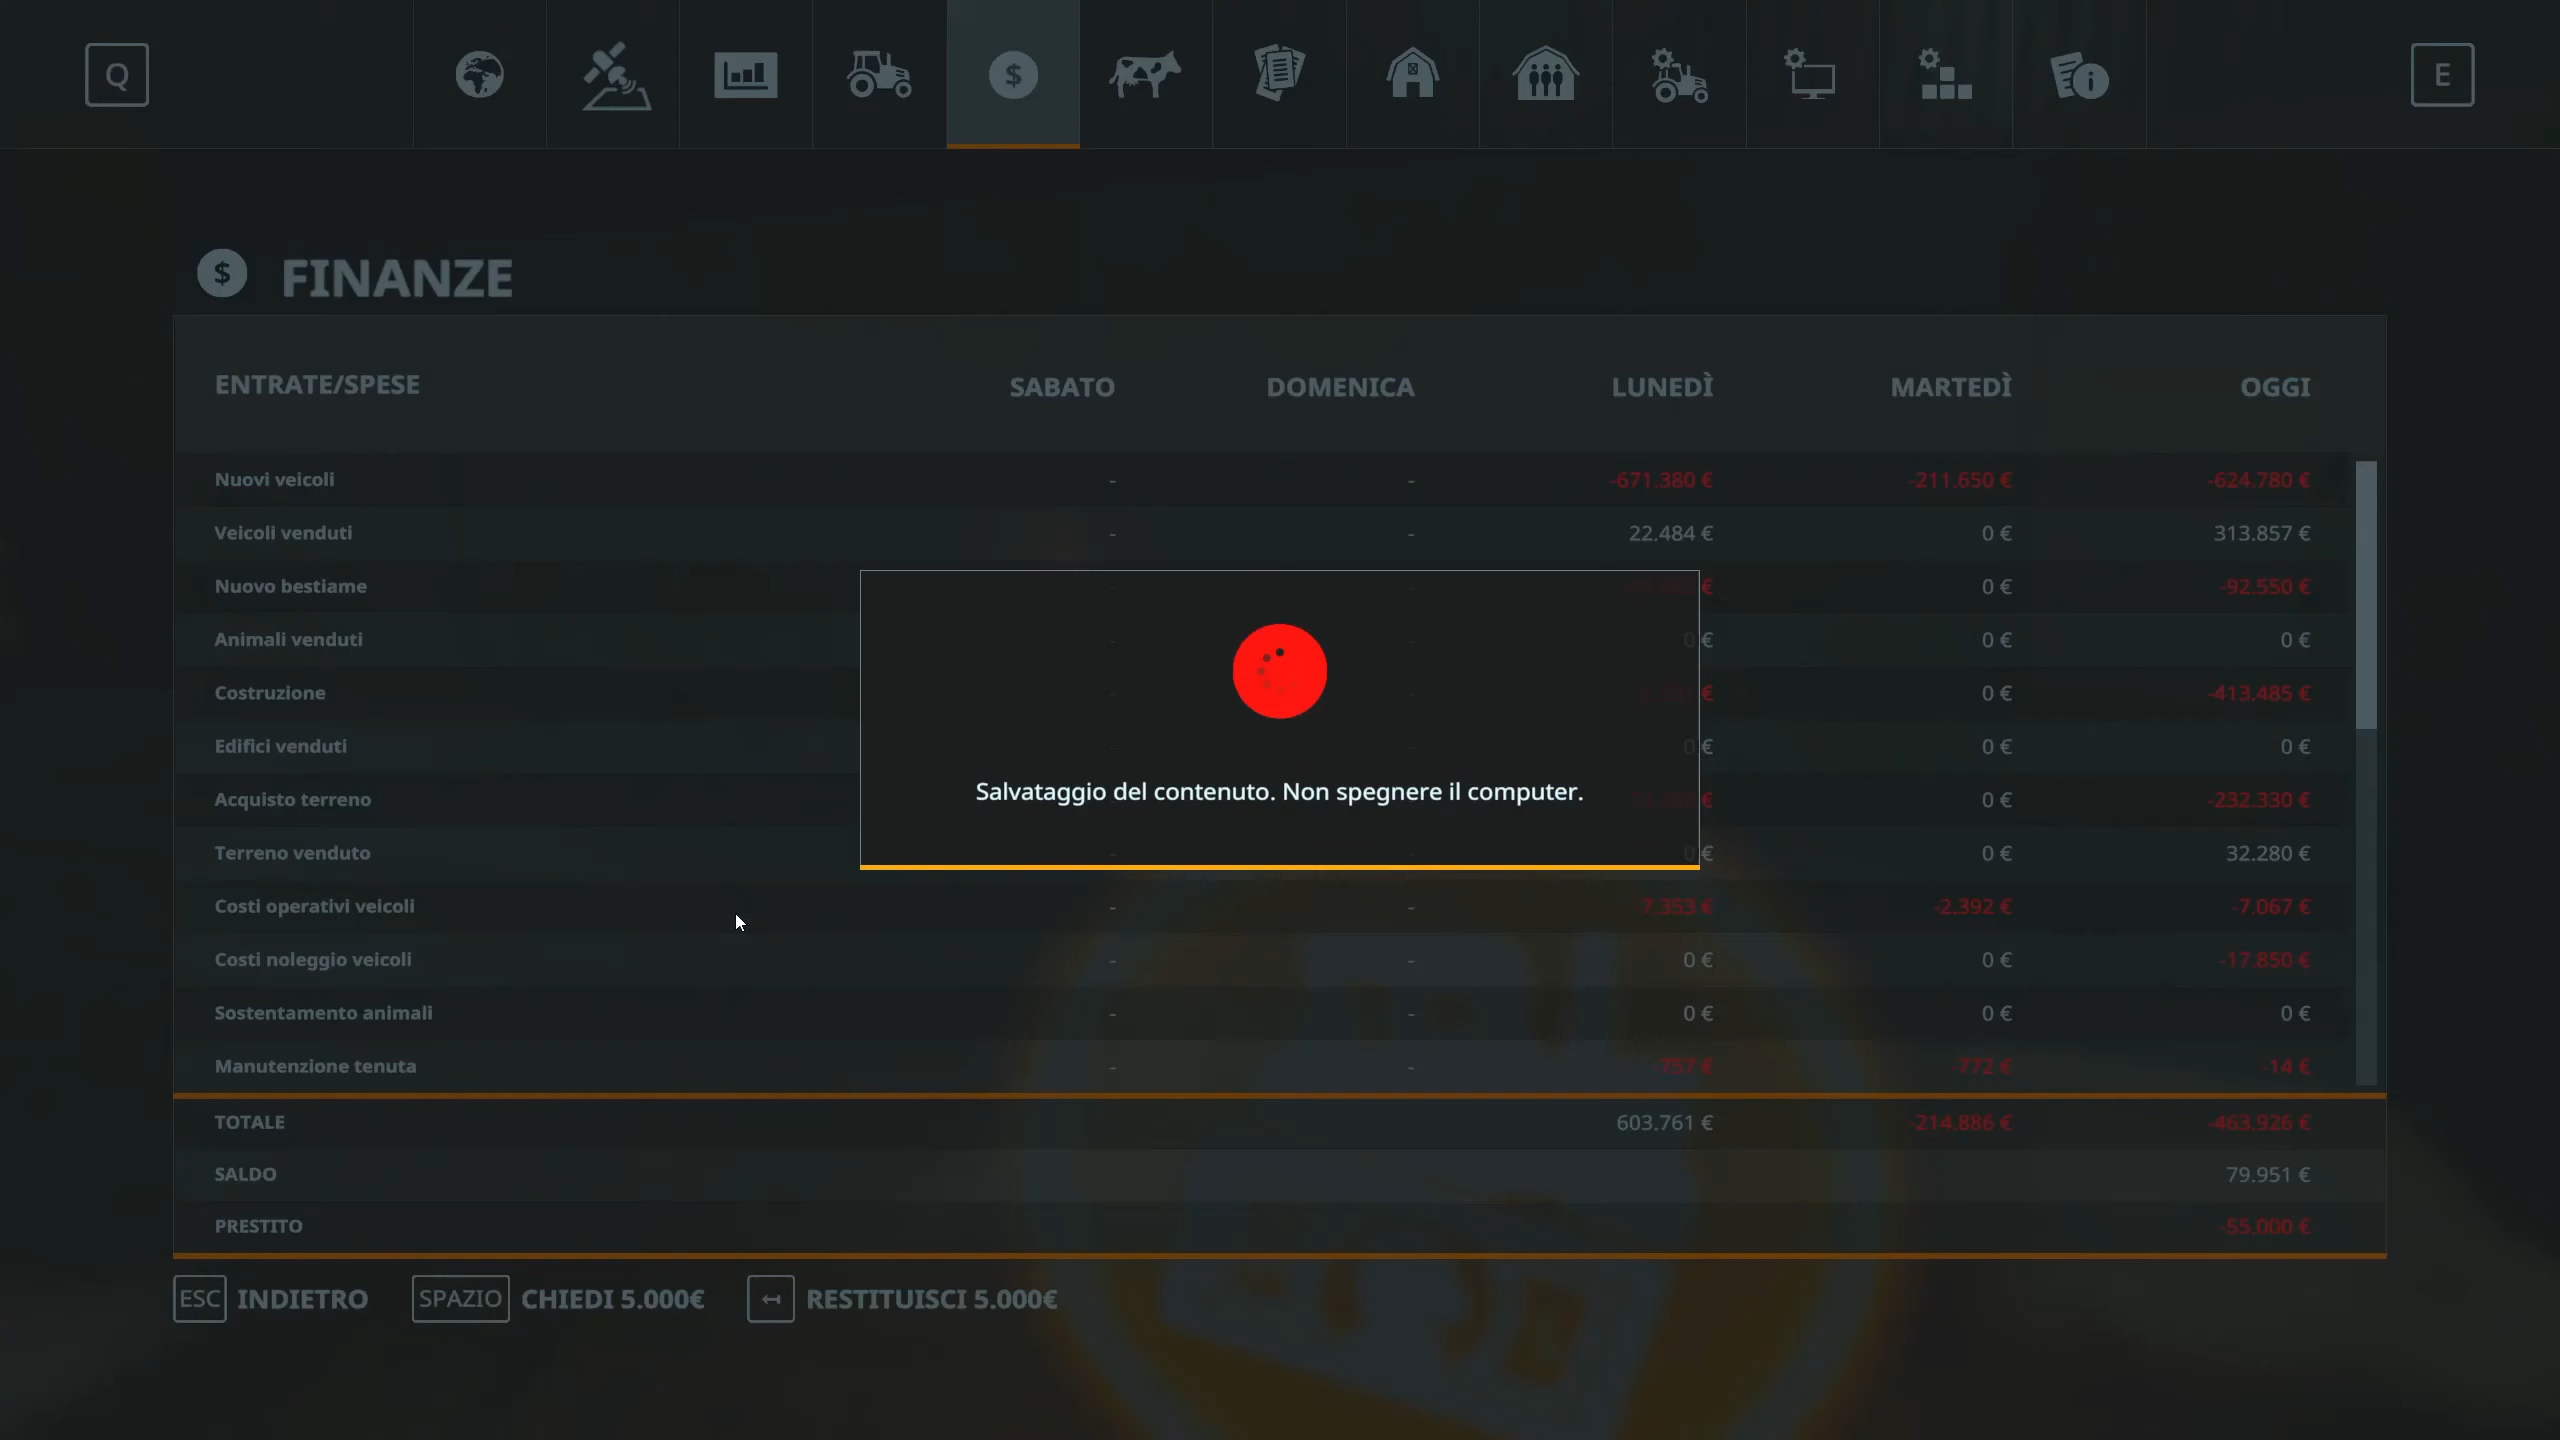 Q E
FINANZE
ENTRATE/SPESE SABATO DOMENICA LUNEDÌ MARTEDÌ OGGI
Nuovi veicoli - - -671.380 € -211.650 € -624.780 €
Veicoli venduti - - 22.484 € 0 € 313.857 €
Nuovo bestiame - - € 0 € -92.550 €
Animali venduti - - 0 € 0 € 0 €
Costruzione - - € 0 € -413.485 €
Edifici venduti - - 0 € 0 € 0 €
Salvataggio del contenuto. Non spegnere il computer.
Acquisto terreno € 0 € -232.330 €
Terreno venduto - - 0 € 0 € 32.280 €
Costi operativi veicoli - - -7.353 € -2.392 € -7.067 €
Costi noleggio veicoli - - 0 € 0 € -17.850 €
Sostentamento animali - - 0 € 0 € 0 €
Manutenzione tenuta - - -757 € -772 € -14 €
TOTALE 603.761 € -214.886 € -463.926 €
SALDO 79.951 €
PRESTITO -55.000 €
ESC INDIETRO SPAZIO CHIEDI 5.000€ RESTITUISCI 5.000€